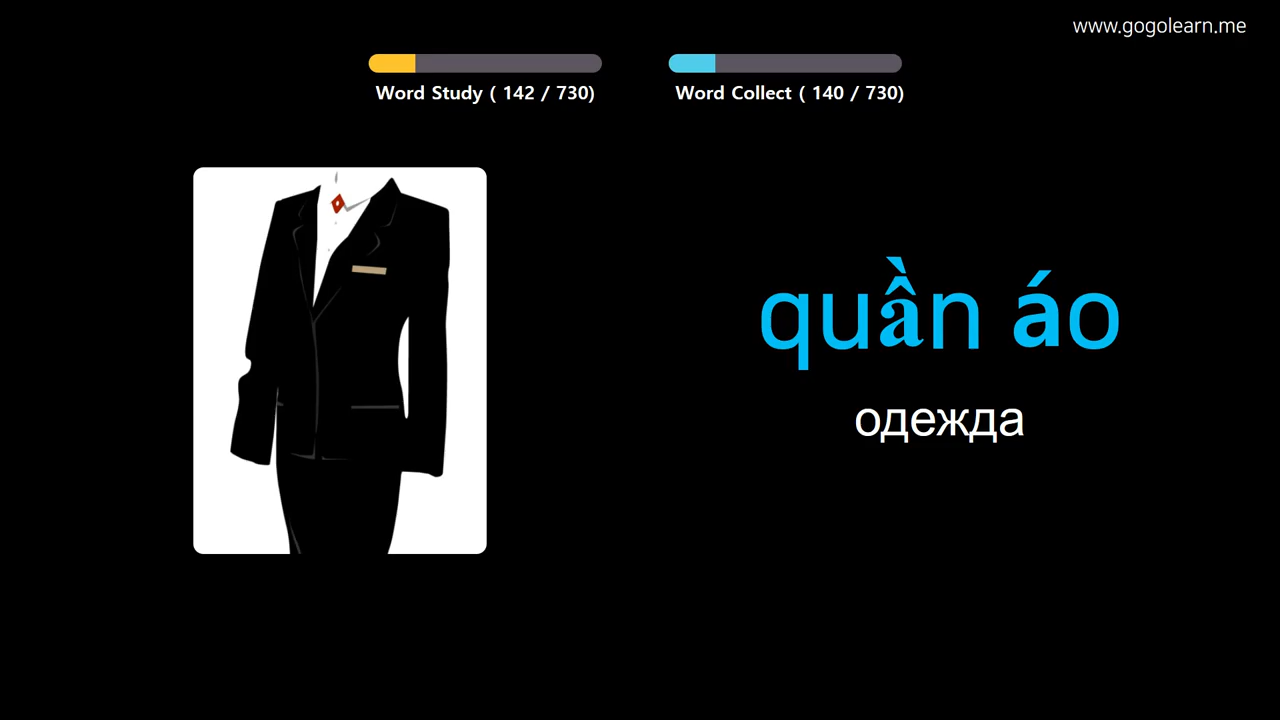 www.gogolearn.me
Word Study ( 142 / 730)
Word Collect ( 140 / 730)
quần áo
одежда